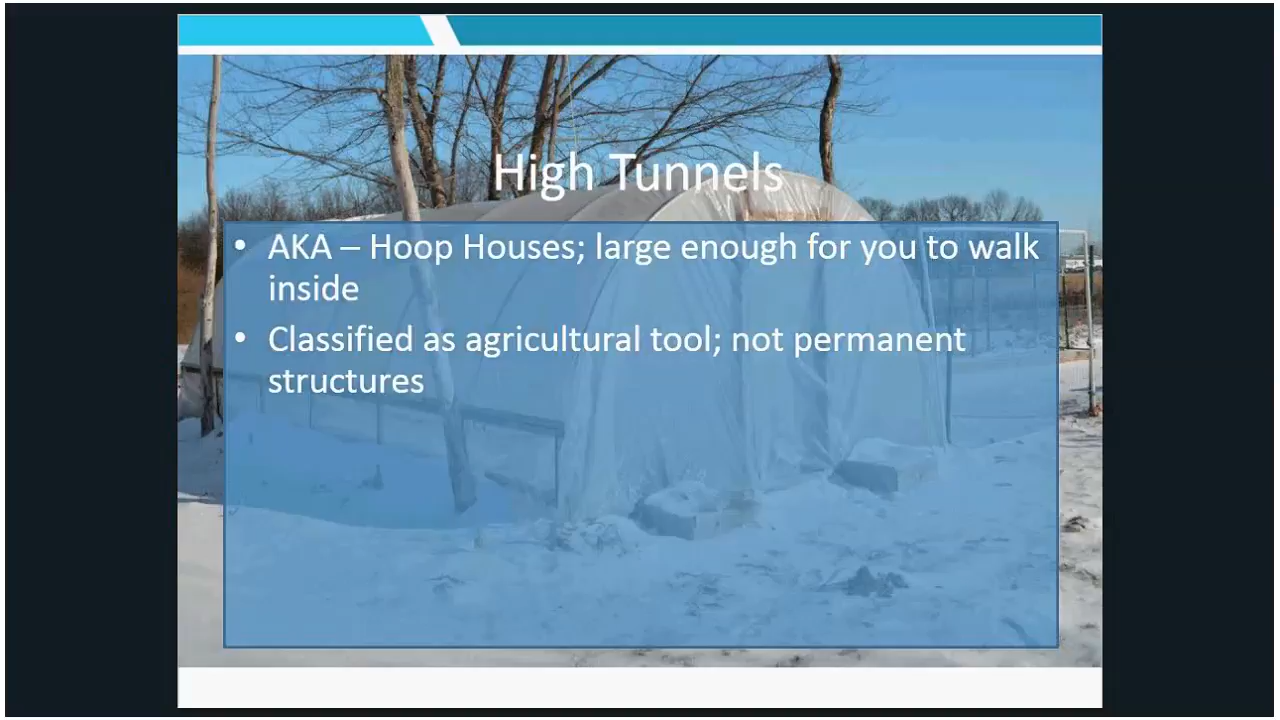 High Tunnels
• AKA – Hoop Houses; large enough for you to walk
inside
• Classified as agricultural tool; not permanent
structures